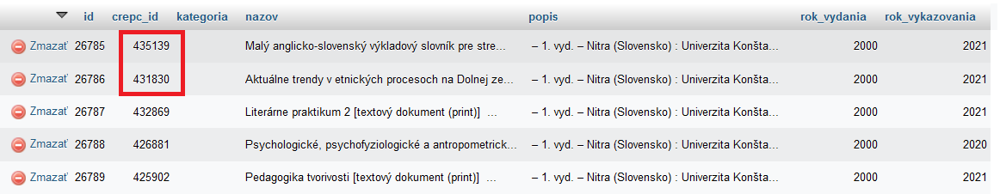 id crepc_id kategoria nazov popis rok_vydania rok_vykazovania
Zmazať 26785 435139 Malý anglicko-slovenský výkladový slovník pre stre... – 1. vyd. – Nitra (Slovensko) : Univerzita Konšta... 2000 2021
Zmazať 26786 431830 Aktuálne trendy v etnických procesoch na Dolnej ze... – 1. vyd. – Nitra (Slovensko) : Univerzita Konšta... 2000 2021
Zmazať 26787 432869 Literárne praktikum 2 [textový dokument (print)] ... – 1. vyd. – Nitra (Slovensko) : Univerzita Konšta... 2000 2021
Zmazať 26788 426881 Psychologické, psychofyziologické a antropometrick... – 1. vyd. – Nitra (Slovensko) : Univerzita Konšta... 2000 2020
Zmazať 26789 425902 Pedagogika tvorivosti [textový dokument (print)] ... – 1. vyd. – Nitra (Slovensko) : Univerzita Konšta... 2000 2021